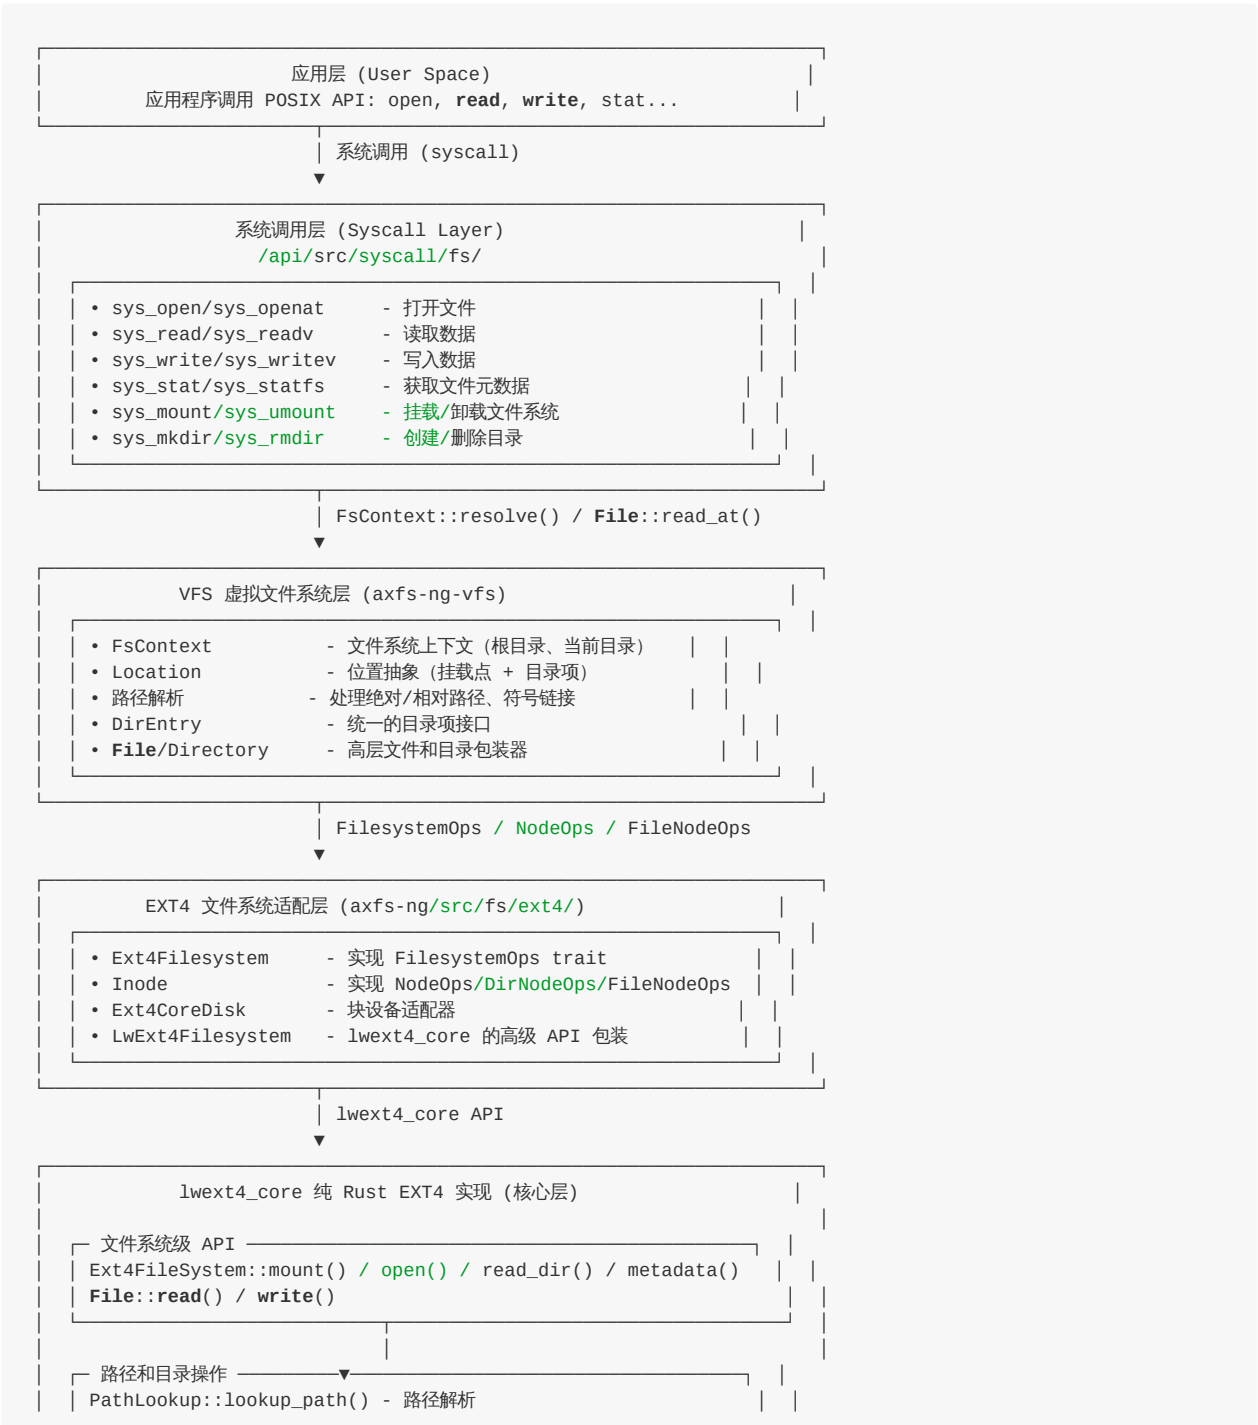 应用层 (User Space)
应用程序调用 POSIX API: open, read, write, stat...
系统调用 (syscall)
▼
系统调用层 (Syscall Layer)
/api/src/syscall/fs/
• sys_open/sys_openat - 打开文件
• sys_read/sys_readv - 读取数据
• sys_write/sys_writev - 写入数据
• sys_stat/sys_statfs - 获取文件元数据
• sys_mount/sys_umount - 挂载/卸载文件系统
• sys_mkdir/sys_rmdir - 创建/删除目录
FsContext::resolve() / File::read_at()
▼
VFS 虚拟文件系统层 (axfs-ng-vfs)
• FsContext - 文件系统上下文（根目录、当前目录）
• Location - 位置抽象（挂载点 + 目录项）
• 路径解析 - 处理绝对/相对路径、符号链接
• DirEntry - 统一的目录项接口
• File/Directory - 高层文件和目录包装器
FilesystemOps / NodeOps / FileNodeOps
▼
EXT4 文件系统适配层 (axfs-ng/src/fs/ext4/)
• Ext4Filesystem - 实现 FilesystemOps trait
• Inode - 实现 NodeOps/DirNodeOps/FileNodeOps
• Ext4CoreDisk - 块设备适配器
• LwExt4Filesystem - lwext4_core 的高级 API 包装
lwext4_core API
▼
lwext4_core 纯 Rust EXT4 实现 (核心层)
文件系统级 API
Ext4FileSystem::mount() / open() / read_dir() / metadata()
File::read() / write()
路径和目录操作 ▼
PathLookup::lookup_path() - 路径解析